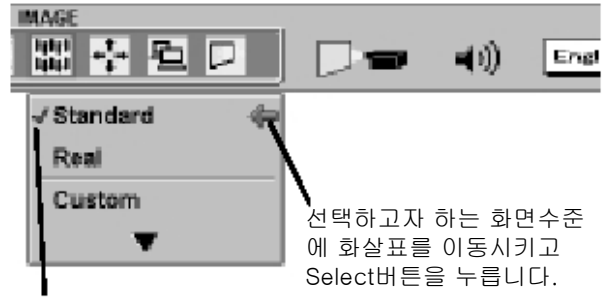 IMAGE
Engl
Standard
Real
Custom
선택하고자 하는 화면수준
에 화살표를 이동시키고
Select버튼을 누릅니다.